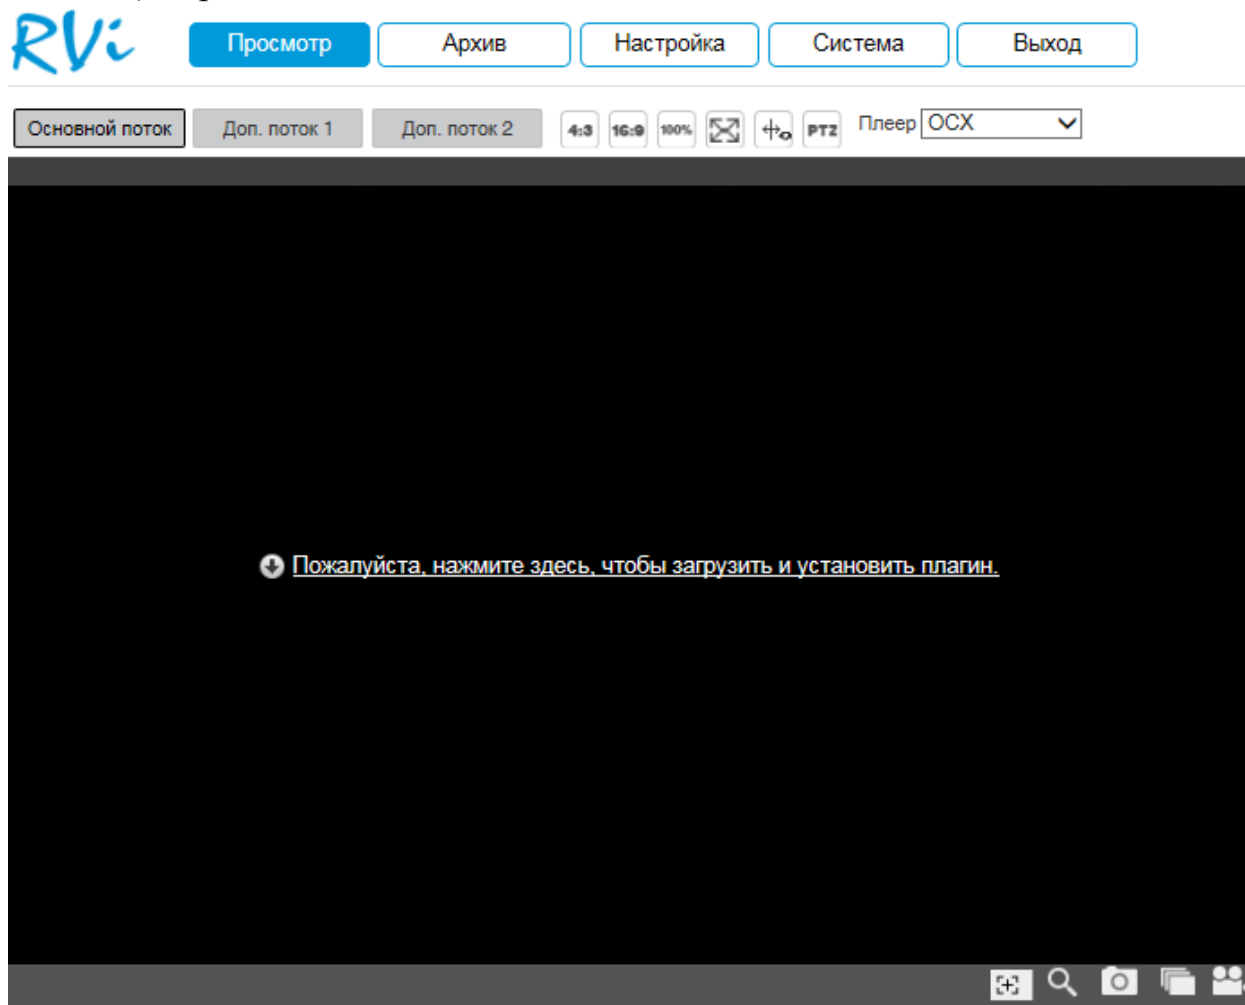 RVi Просмотр Архив Настройка Система Выход
Основной поток Доп. поток 1 Доп. поток 2 4:3 16:9 100% PTZ Плеер OCX
Пожалуйста, нажмите здесь, чтобы загрузить и установить плагин.